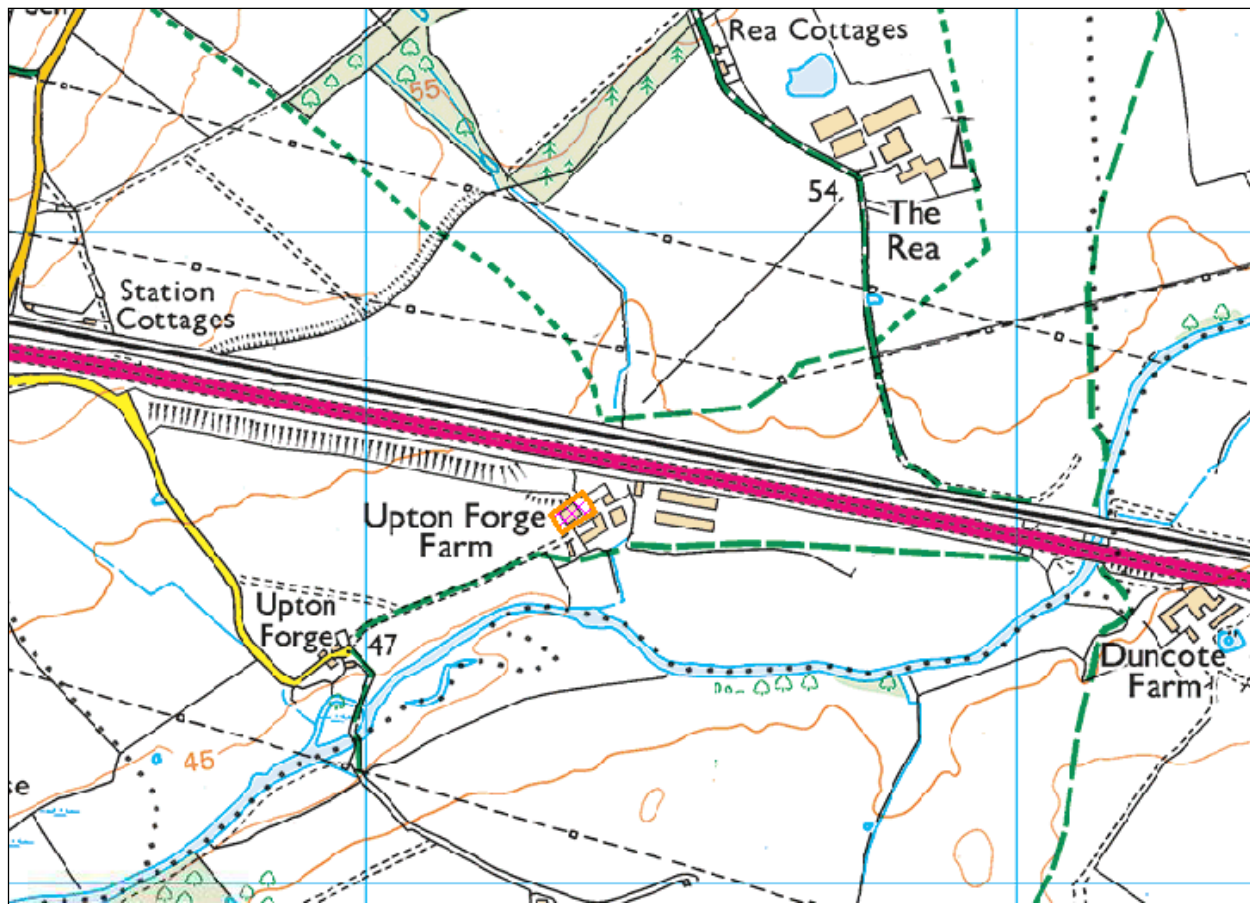 Rea Cottages
55
54
The
Rea
Station
Cottages
Upton Forge
Farm
Upton
Forge
47
Duncote
Farm
45